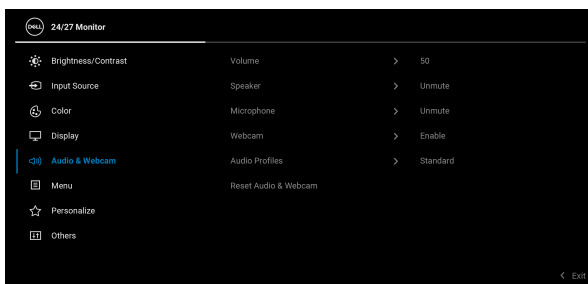 DELL 24/27 Monitor
Brightness/Contrast Volume 50
Input Source Speaker Unmute
Color Microphone Unmute
Display Webcam Enable
Audio & Webcam Audio Profiles Standard
Menu Reset Audio & Webcam
Personalize
Others
Exit